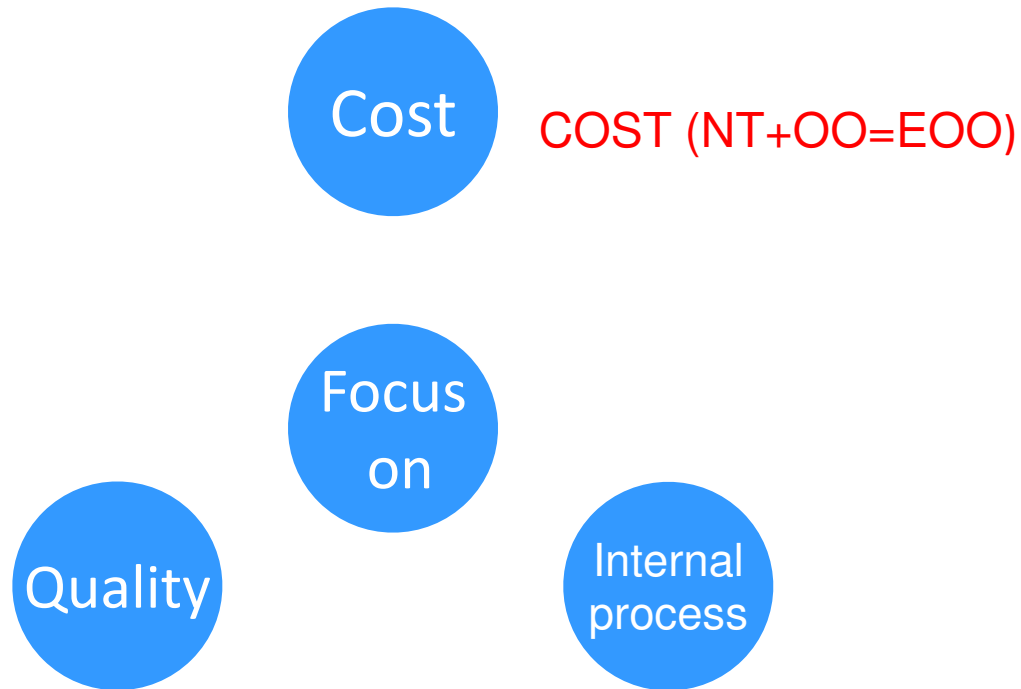 Cost
COST (NT+OO=EOO)
Focus
on
Quality
Internal
process